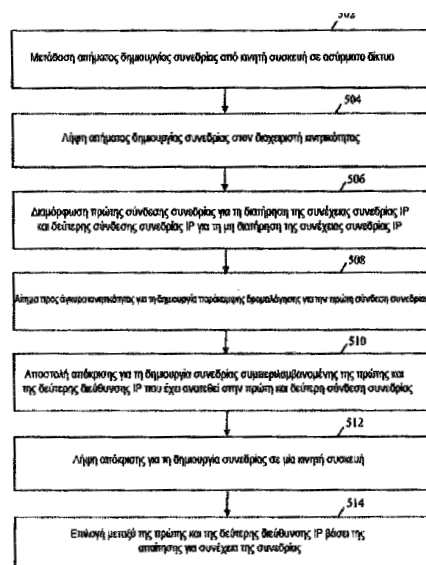 502
Μετάδοση αιτήματος δημιουργίας συνεδρίας από κινητή συσκευή σε ασύρματο δίκτυο
504
Λήψη αιτήματος δημιουργίας συνεδρίας στον διαχειριστή κινητικότητας
506
Διαμόρφωση πρώτης σύνδεσης συνεδρίας για τη διατήρηση της συνέχειας συνεδρίας IP
και δεύτερης σύνδεσης συνεδρίας IP για τη μη διατήρηση της συνέχειας συνεδρίας IP
508
Αίτημα προς άγκυρα κινητικότητας για τη δημιουργία παράκαμψης δρομολόγησης για την πρώτη σύνδεση συνεδρίας
510
Αποστολή απόκρισης για τη δημιουργία συνεδρίας συμπεριλαμβανομένης της πρώτης και
της δεύτερης διεύθυνσης IP που έχει ανατεθεί στην πρώτη και δεύτερη σύνδεση συνεδρίας
512
Λήψη απόκρισης για τη δημιουργία συνεδρίας σε μία κινητή συσκευή
514
Επιλογή μεταξύ της πρώτης και της δεύτερης διεύθυνσης IP βάσει της
απαίτησης για συνέχεια της συνεδρίας